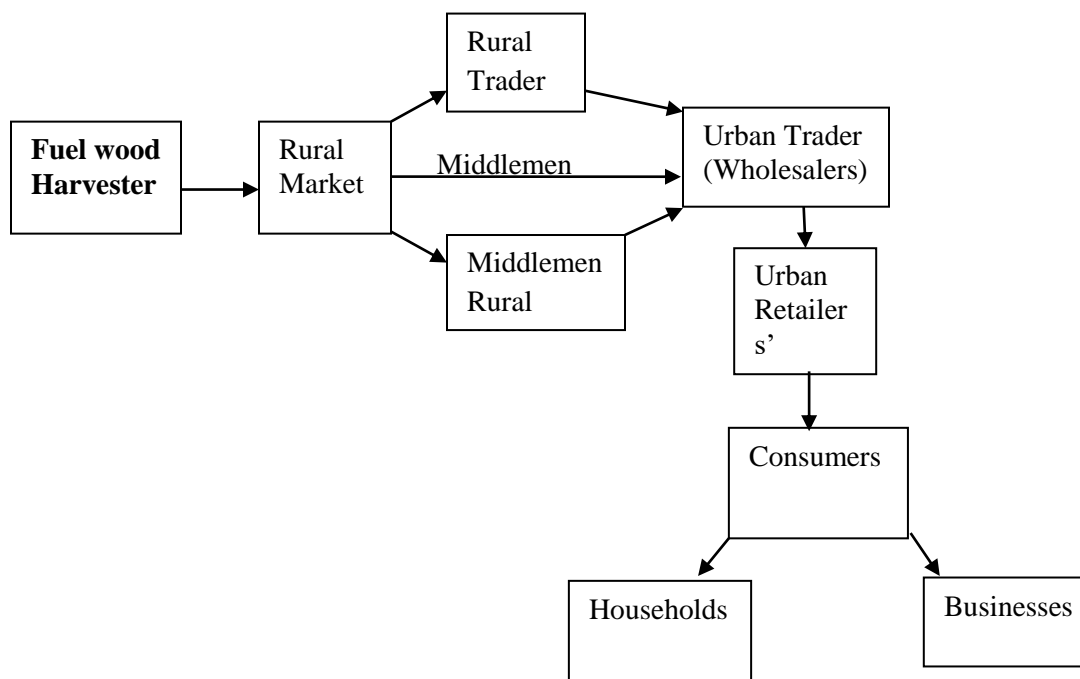 Rural
Trader
Fuel wood
Harvester
Rural
Market
Middlemen
Urban Trader
(Wholesalers)
Middlemen
Rural
Urban
Retailer
s’
Consumers
Households
Businesses